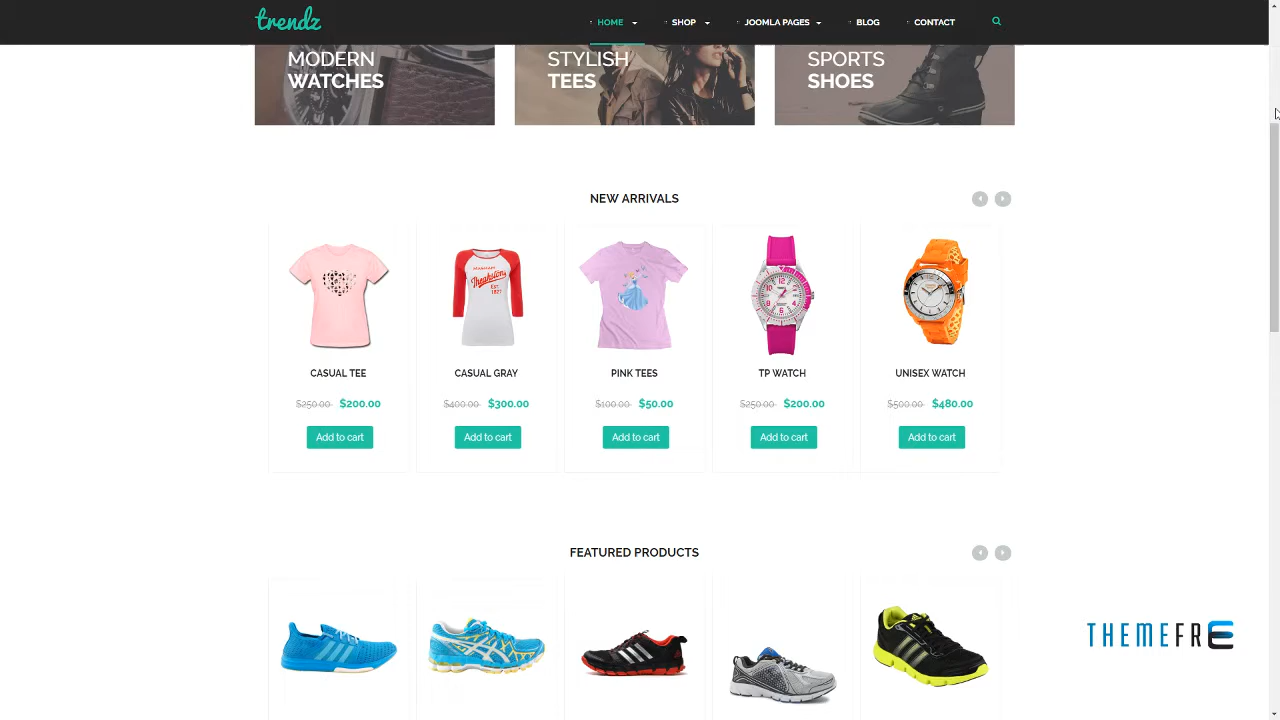 trendz
HOME SHOP JOOMLA PAGES BLOG CONTACT
MODERN
WATCHES
STYLISH
TEES
SPORTS
SHOES
NEW ARRIVALS
Theakstons
EST
1827
CASUAL TEE
CASUAL GRAY
PINK TEES
TP WATCH
UNISEX WATCH
$250.00 $200.00
$400.00 $300.00
$100.00 $50.00
$250.00 $200.00
$500.00 $480.00
Add to cart
Add to cart
Add to cart
Add to cart
Add to cart
FEATURED PRODUCTS
THEMEFRE